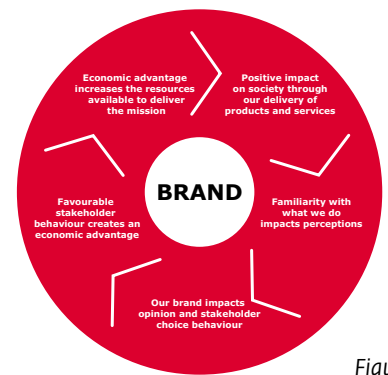 Economic advantage
increases the resources
available to deliver
the mission
Positive impact
on society through
our delivery of
products and services
BRAND
Favourable
stakeholder
behaviour creates an
economic advantage
Familiarity with
what we do
impacts perceptions
Our brand impacts
opinion and stakeholder
choice behaviour